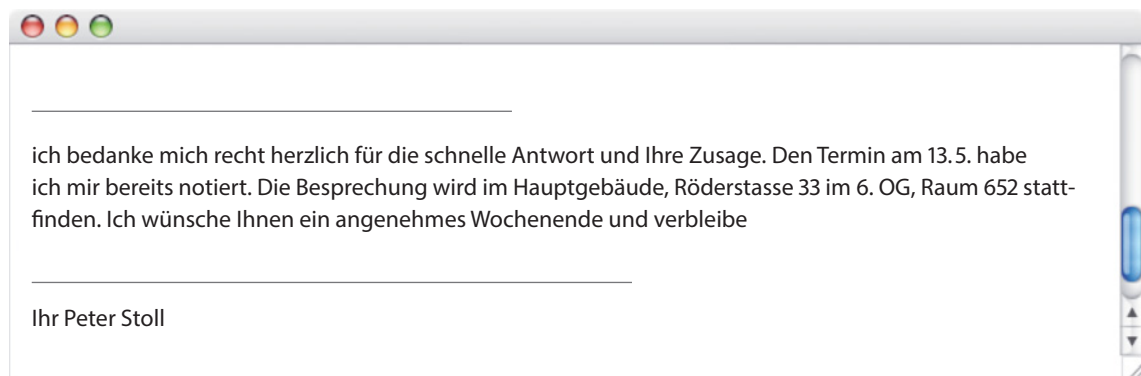 ich bedanke mich recht herzlich für die schnelle Antwort und Ihre Zusage. Den Termin am 13.5. habe
ich mir bereits notiert. Die Besprechung wird im Hauptgebäude, Röderstasse 33 im 6. OG, Raum 652 statt-
finden. Ich wünsche Ihnen ein angenehmes Wochenende und verbleibe
Ihr Peter Stoll